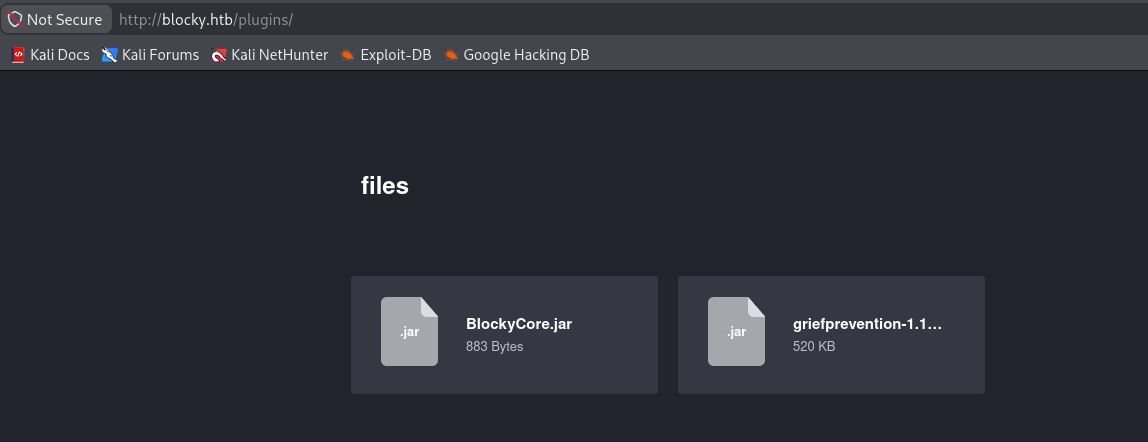 Not Secure http://blocky.htb/plugins/
Kali Docs Kali Forums Kali NetHunter Exploit-DB Google Hacking DB
files
.jar BlockyCore.jar
883 Bytes
.jar griefprevention-1.1...
520 KB